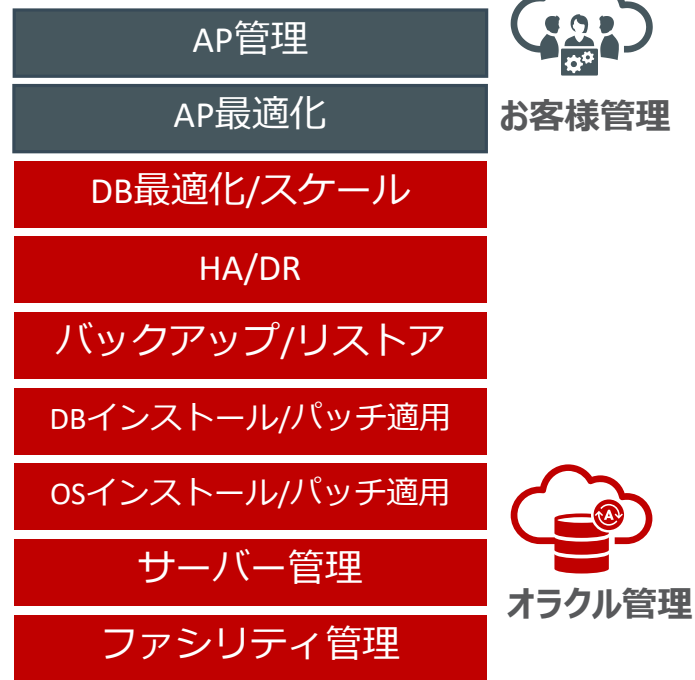 AP管理
AP最適化
お客様管理
DB最適化/スケール
HA/DR
バックアップ/リストア
DBインストール/パッチ適用
OSインストール/パッチ適用
A
サーバー管理
オラクル管理
ファシリティ管理